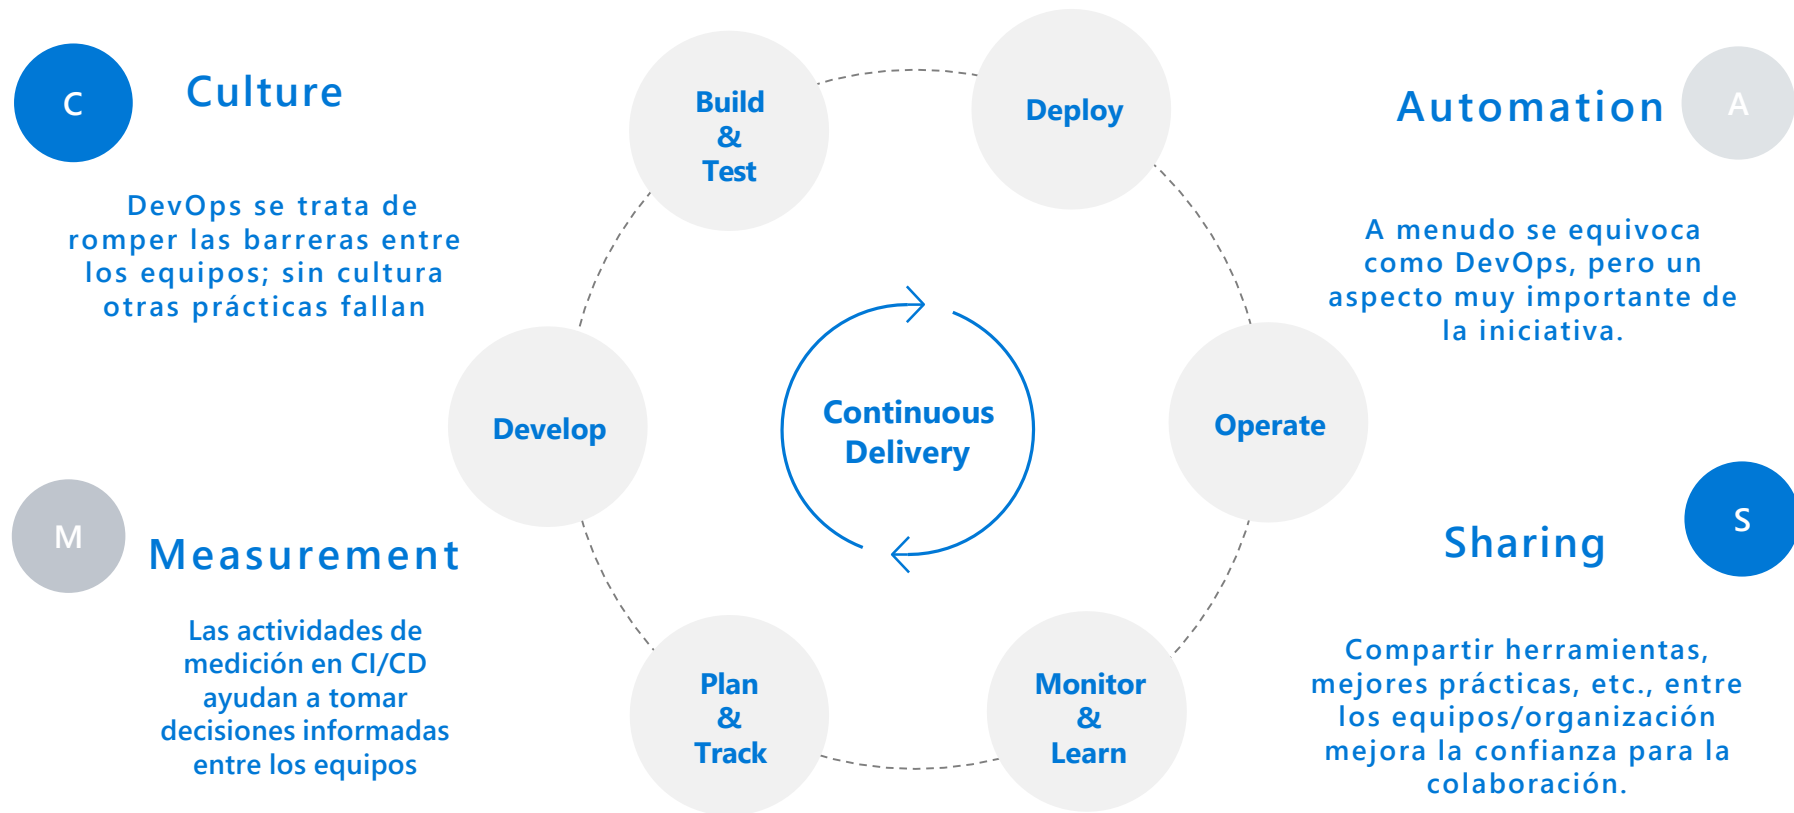 C
Culture
DevOps se trata de
romper las barreras entre
los equipos; sin cultura
otras prácticas fallan
Build
&
Test
Deploy
Automation
A
A menudo se equivoca
como DevOps, pero un
aspecto muy importante de
la iniciativa.
Develop
Continuous
Delivery
Operate
M
Measurement
Las actividades de
medición en CI/CD
ayudan a tomar
decisiones informadas
entre los equipos
Plan
&
Track
Monitor
&
Learn
Sharing
S
Compartir herramientas,
mejores prácticas, etc., entre
los equipos/organización
mejora la confianza para la
colaboración.